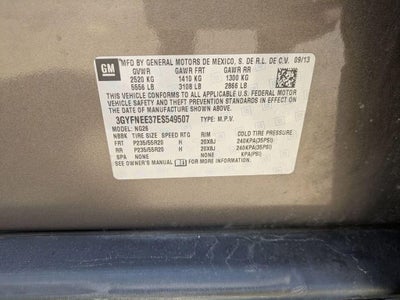 GM
MFD BY GENERAL MOTORS DE MEXICO, S. DE R.L. DE C.V. 09/13
GVWR GAWR FRT GAWR RR
2520 KG 1410 KG 1300 KG
5556 LB 3108 LB 2866 LB
THIS VEHICLE CONFORMS TO ALL APPLICABLE U.S. FEDERAL MOTOR
VEHICLE SAFETY AND THEFT PREVENTION STANDARDS IN EFFECT ON THE DATE OF
MANUFACTURE SHOWN ABOVE.
3GYFNEE37ES549507 TYPE: M.P.V.
MODEL: NG26
NBBK TIRE SIZE SPEED RTG RIM COLD TIRE PRESSURE
FRT P235/55R20 H 20X8J 240KPA(35PSI)
RR P235/55R20 H 20X8J 240KPA(35PSI)
SPA NONE NONE KPA(PSI)
SEE OWNER'S MANUAL FOR MORE INFORMATION.